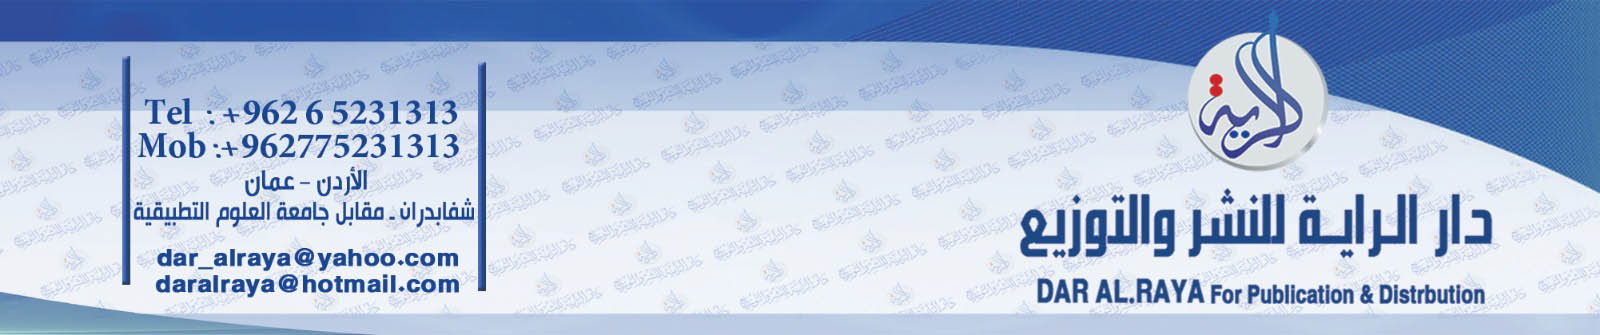 Tel : +962 6 5231313
Mob :+962775231313
الأردن - عمان
شفابدران - مقابل جامعة العلوم التطبيقية
dar_alraya@yahoo.com
daralraya@hotmail.com
الراية
دار الراية للنشر والتوزيع
DAR AL.RAYA For Publication & Distrbution